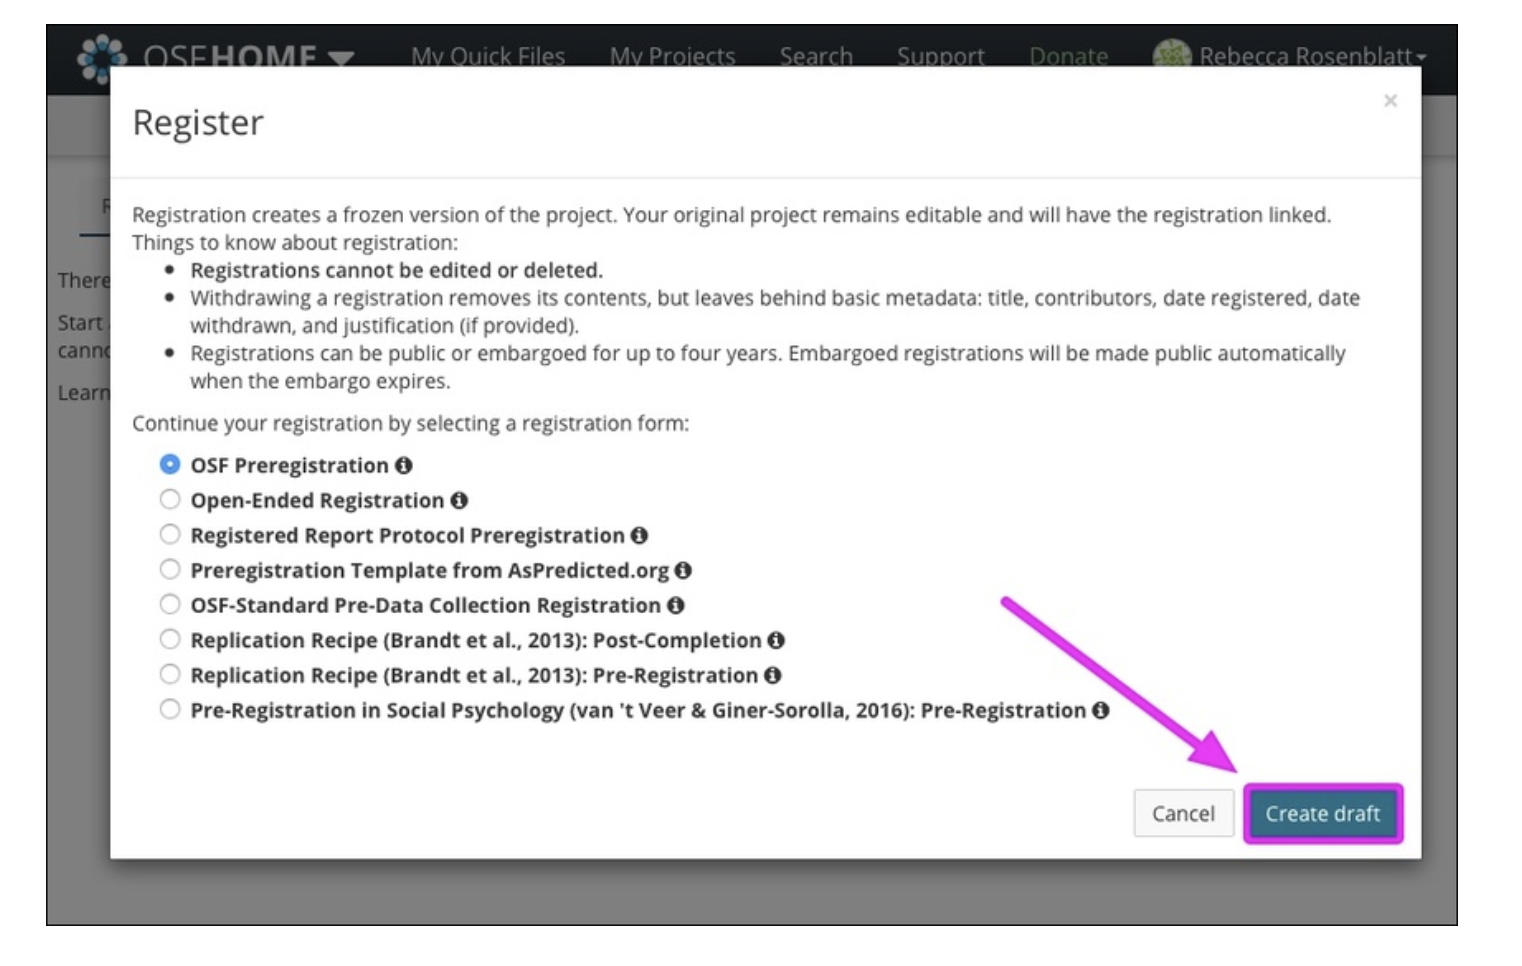 OSFHOME My Quick Files My Projects Search Support Donate Rebecca Rosenblatt
Register
×
Registration creates a frozen version of the project. Your original project remains editable and will have the registration linked.
Things to know about registration:
• Registrations cannot be edited or deleted.
• Withdrawing a registration removes its contents, but leaves behind basic metadata: title, contributors, date registered, date
withdrawn, and justification (if provided).
• Registrations can be public or embargoed for up to four years. Embargoed registrations will be made public automatically
when the embargo expires.
There
Start
Learn
Continue your registration by selecting a registration form:
OSF Preregistration
Open-Ended Registration
Registered Report Protocol Preregistration
Preregistration Template from AsPredicted.org
OSF-Standard Pre-Data Collection Registration
Replication Recipe (Brandt et al., 2013): Post-Completion
Replication Recipe (Brandt et al., 2013): Pre-Registration
Pre-Registration in Social Psychology (van 't Veer & Giner-Sorolla, 2016): Pre-Registration
Cancel Create draft